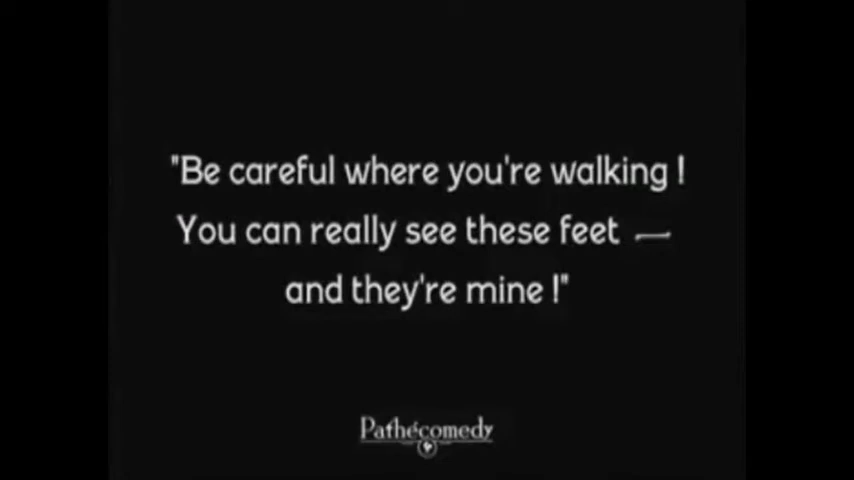 "Be careful where you're walking !
You can really see these feet —
and they're mine !"
Pathécomedy